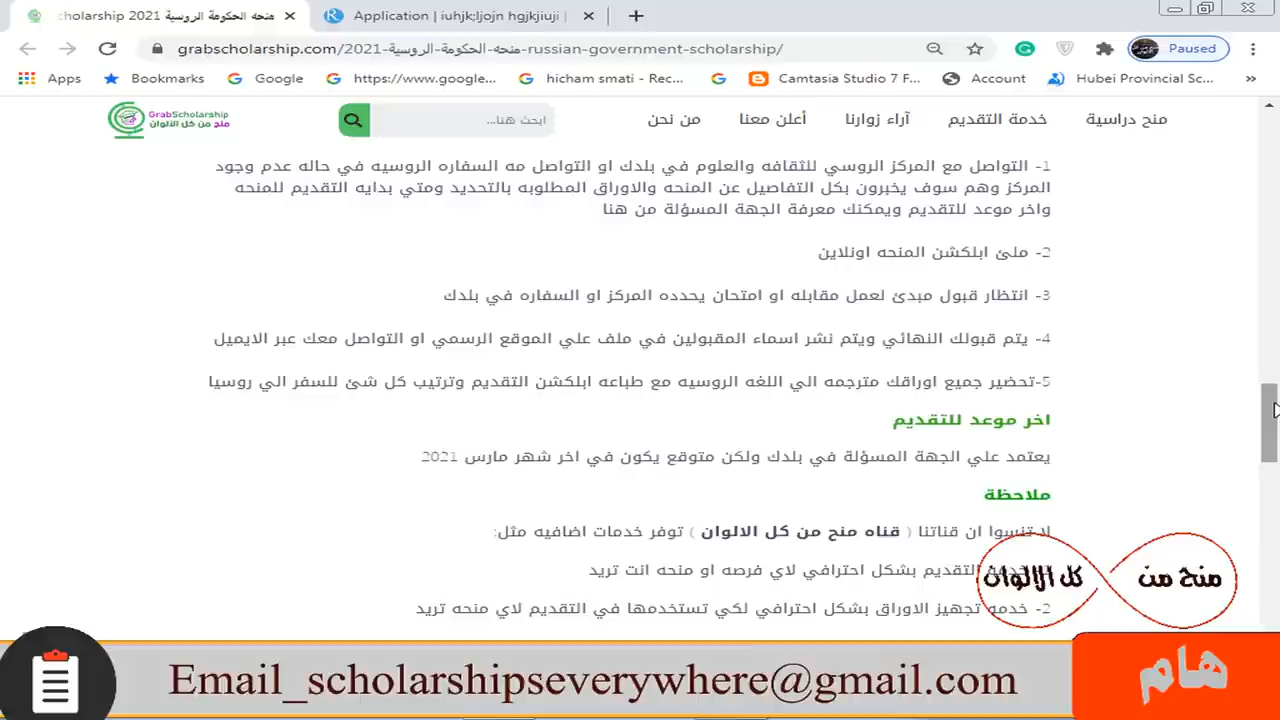 منحه الحكومة الروسية 2021 cholarship
Application | iuhjk;ljojn hgjkjiuji |
grabscholarship.com/2021-منحه-الحكومة-الروسية-russian-government-scholarship/
Paused
Apps Bookmarks Google https://www.google... hicham smati - Rec... Camtasia Studio 7 F... Account Hubei Provincial Sc... »
GrabScholarship
منح من كل الالوان
ابحث هنا...
منح دراسية خدمة التقديم آراء زوارنا أعلن معنا من نحن
1- التواصل مع المركز الروسي للثقافه والعلوم في بلدك او التواصل مه السفاره الروسيه في حاله عدم وجود
المركز وهم سوف يخبرون بكل التفاصيل عن المنحه والاوراق المطلوبه بالتحديد ومتي بدايه التقديم للمنحه
واخر موعد للتقديم ويمكنك معرفة الجهة المسؤلة من هنا
2- ملئ ابلكشن المنحه اونلاين
3- انتظار قبول مبدئ لعمل مقابله او امتحان يحدده المركز او السفاره في بلدك
4- يتم قبولك النهائي ويتم نشر اسماء المقبولين في ملف علي الموقع الرسمي او التواصل معك عبر الايميل
5-تحضير جميع اوراقك مترجمه الي اللغه الروسيه مع طباعه ابلكشن التقديم وترتيب كل شئ للسفر الي روسيا
اخر موعد للتقديم
يعتمد علي الجهة المسؤلة في بلدك ولكن متوقع يكون في اخر شهر مارس 2021
ملاحظة
لا تنسوا ان قناتنا ( قناه منح من كل الالوان ) توفر خدمات اضافيه مثل:
التقديم بشكل احترافي لاي فرصه او منحه انت تريد
2- خدمه تجهيز الاوراق بشكل احترافي لكي تستخدمها في التقديم لاي منحه تريد
منح من كل الالوان
Email_scholarshipseverywhere@gmail.com
هام